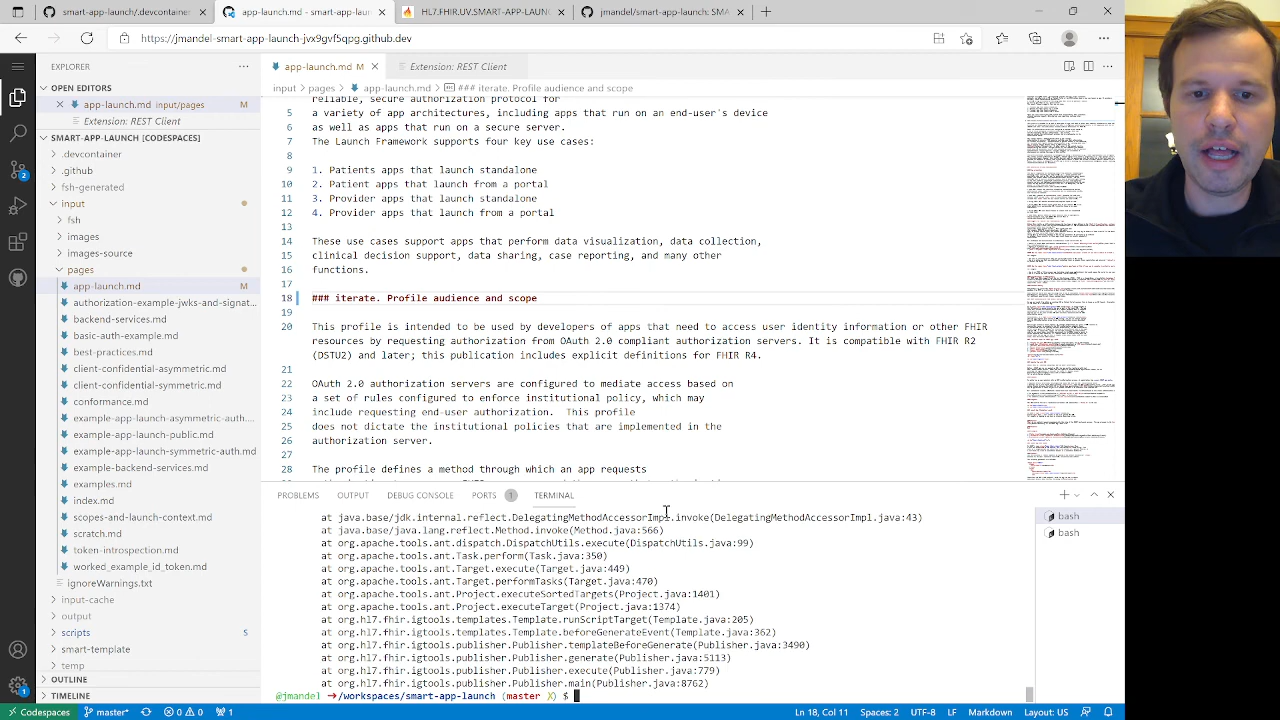 jmandel/smart-app-launch/.devcontaine
app-launch.md - smart-app-launch
HL7.FHIR.UV.SMART-APP-LAUNCH
jmandel/smart-app-launch: SMA
https://jmandel-smart-app-launch-jvx9gvf5qpg.github.dev
EXPLORER
app-launch.md M
Extension: REST Client
OPEN EDITORS
input > pages > app-launch.md > ### iterate. Profile audience and scope
app-launch.md input/pages M
Extension: REST Client
SMART-APP-LAUNCH [CODESPACES]
.devcontainer
.github
fsh-generated
input
fsh
images
images-source
pages
app-launch.md M
authorization-example-jwks-and-signat...
backend-services.md
basic-auth-example.md
best-practices.md
client-confidential-asymmetric.md
client-confidential-symmetric.md
conformance.md
example-app-launch-asymmetric-auth...
example-app-launch-public.md
example-app-launch-symmetric-auth.m...
example-backend-services.md
examples.md
index.md
scopes-and-launch-context.md
scratch.md
token-introspection.md
worked_example_id_token.md
ignoreWarnings.txt
input-cache
output
scripts S
smart-template
temp
OUTLINE
TIMELINE
reliable, secure authorization protocol for
5 a variety of app architectures, including apps that run on an end-user's device
6 as well as apps that run on a secure server.
7 The Launch Framework supports four key use cases:
8
9 1. Patients apps that launch standalone
10 2. Patient apps that launch from a portal
11 3. Provider apps that launch standalone
12 4. Provider apps that launch from a portal
13
14 These use cases support apps that perform data visualization, data collection,
15 clinical decision support, data sharing, case reporting, and many other
16 functions.
17
18 ### iterate. Profile audience and scope
19
20 This profile is intended to be used by developers of apps that need to access user identity information or other FHIR
resources by requesting authorization from OAuth 2.0 compliant authorization servers. It is compatible with FHIR R2
(DSTU2) and later; this publication includes explicit definitions for FHIR R4.
21
22 OAuth authorization servers are configured to mediate access based on
23 a set of rules configured to enforce institutional policy, which may
24 include requesting end-user authorization. This profile
25 does not dictate the institutional policies that are implemented in the
26 authorization server.
27
28 The profile defines a method through which an app requests
PROBLEMS
OUTPUT
DEBUG CONSOLE
PORTS
TERMINAL
at java.base/jdk.internal.reflect.DelegatingMethodAccessorImpl.invoke(DelegatingMethodAccessorImpl.java:43)
at java.base/java.lang.reflect.Method.invoke(Method.java:566)
at org.apache.tools.ant.dispatch.DispatchUtils.execute(DispatchUtils.java:99)
at org.apache.tools.ant.Task.perform(Task.java:350)
at org.apache.tools.ant.Target.execute(Target.java:449)
at org.apache.tools.ant.Target.performTasks(Target.java:470)
at org.apache.tools.ant.Project.executeSortedTargets(Project.java:1401)
at org.apache.tools.ant.Project.executeTarget(Project.java:1374)
at org.hl7.fhir.igtools.templates.Template.runScriptTarget(Template.java:205)
at org.hl7.fhir.igtools.templates.Template.beforeGenerateEvent(Template.java:362)
at org.hl7.fhir.igtools.publisher.Publisher.templateBeforeGenerate(Publisher.java:3490)
at org.hl7.fhir.igtools.publisher.Publisher.generate(Publisher.java:5113)
at org.hl7.fhir.igtools.publisher.Publisher.execute(Publisher.java:779)
at org.hl7.fhir.igtools.publisher.Publisher.main(Publisher.java:8762)
@jmandel ➜ /workspaces/smart-app-launch (master ✗) $
bash
bash
Codespaces
master*
0 0
1
Ln 18, Col 11
Spaces: 2
UTF-8
LF
Markdown
Layout: US